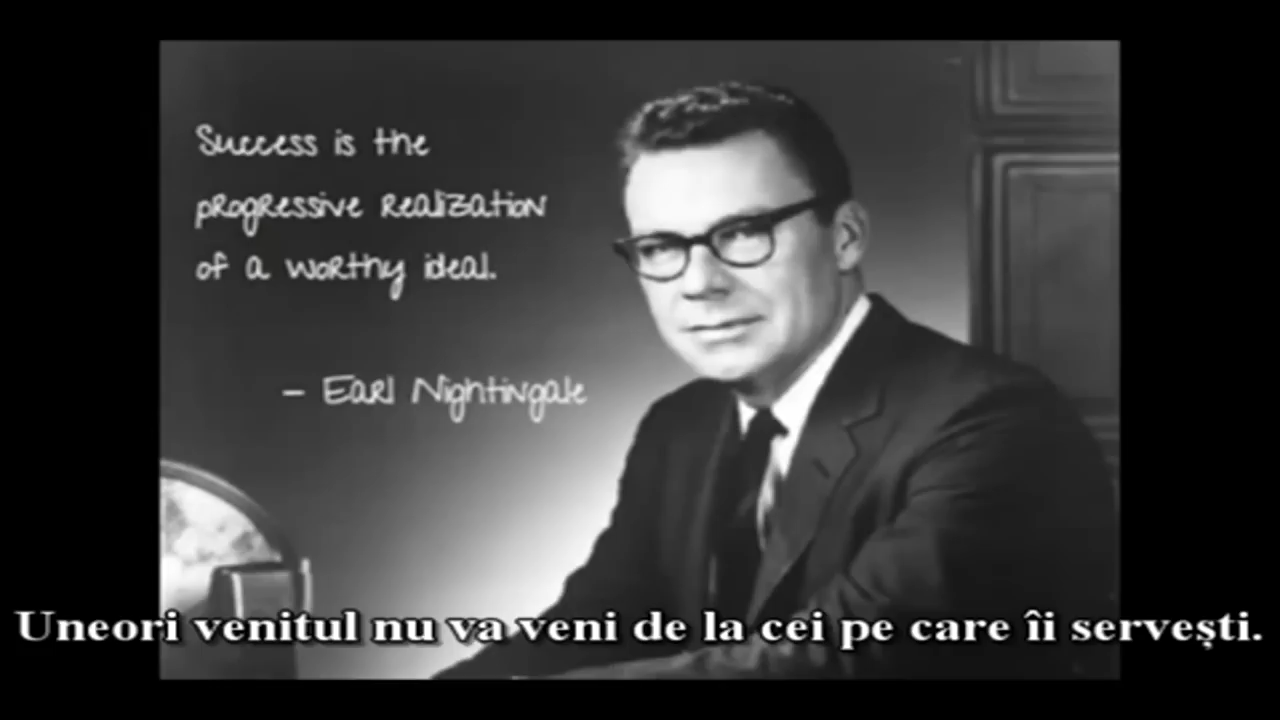 Success is the
progressive realization
of a worthy ideal.
– Earl Nightingale
Uneori venitul nu va veni de la cei pe care îi servești.